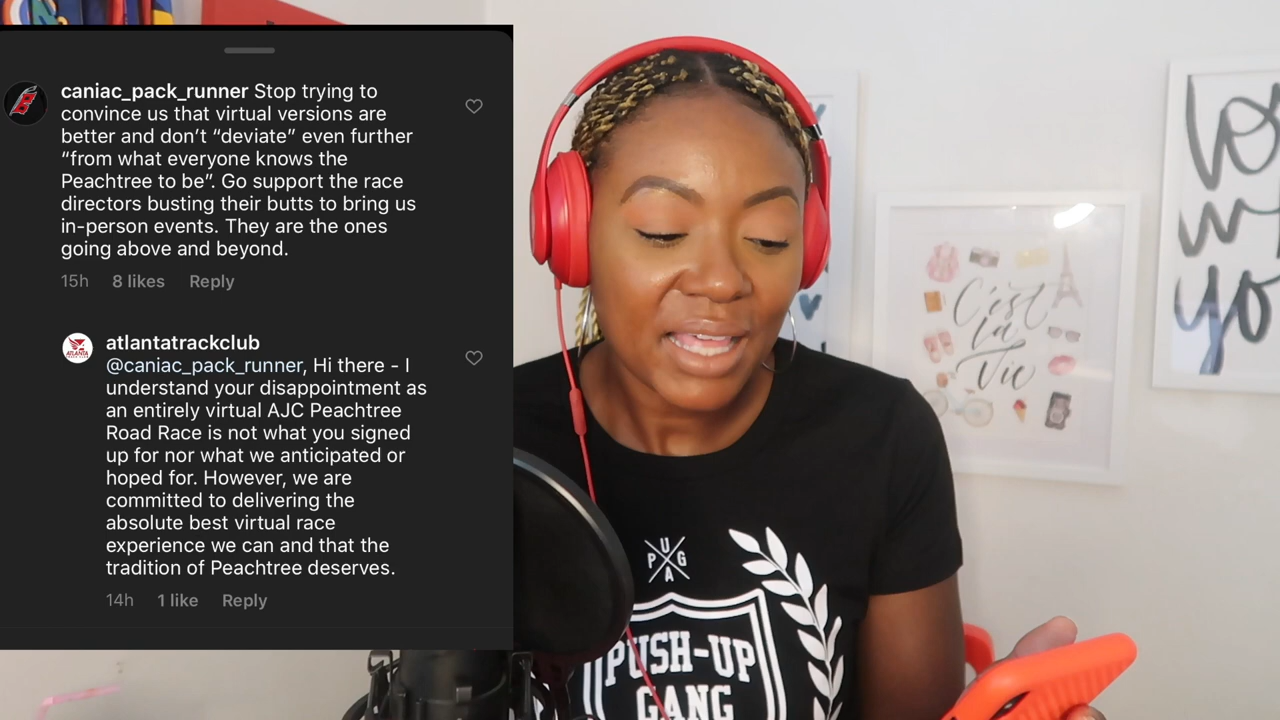 caniac_pack_runner Stop trying to
convince us that virtual versions are
better and don't "deviate" even further
"from what everyone knows the
Peachtree to be". Go support the race
directors busting their butts to bring us
in-person events. They are the ones
going above and beyond.
15h 8 likes Reply
atlantatrackclub
@caniac_pack_runner, Hi there - I
understand your disappointment as
an entirely virtual AJC Peachtree
Road Race is not what you signed
up for nor what we anticipated or
hoped for. However, we are
committed to delivering the
absolute best virtual race
experience we can and that the
tradition of Peachtree deserves.
14h 1 like Reply
ATLANTA
C'est
la
Vie
you
PUGA
PUSH-UP
GANG